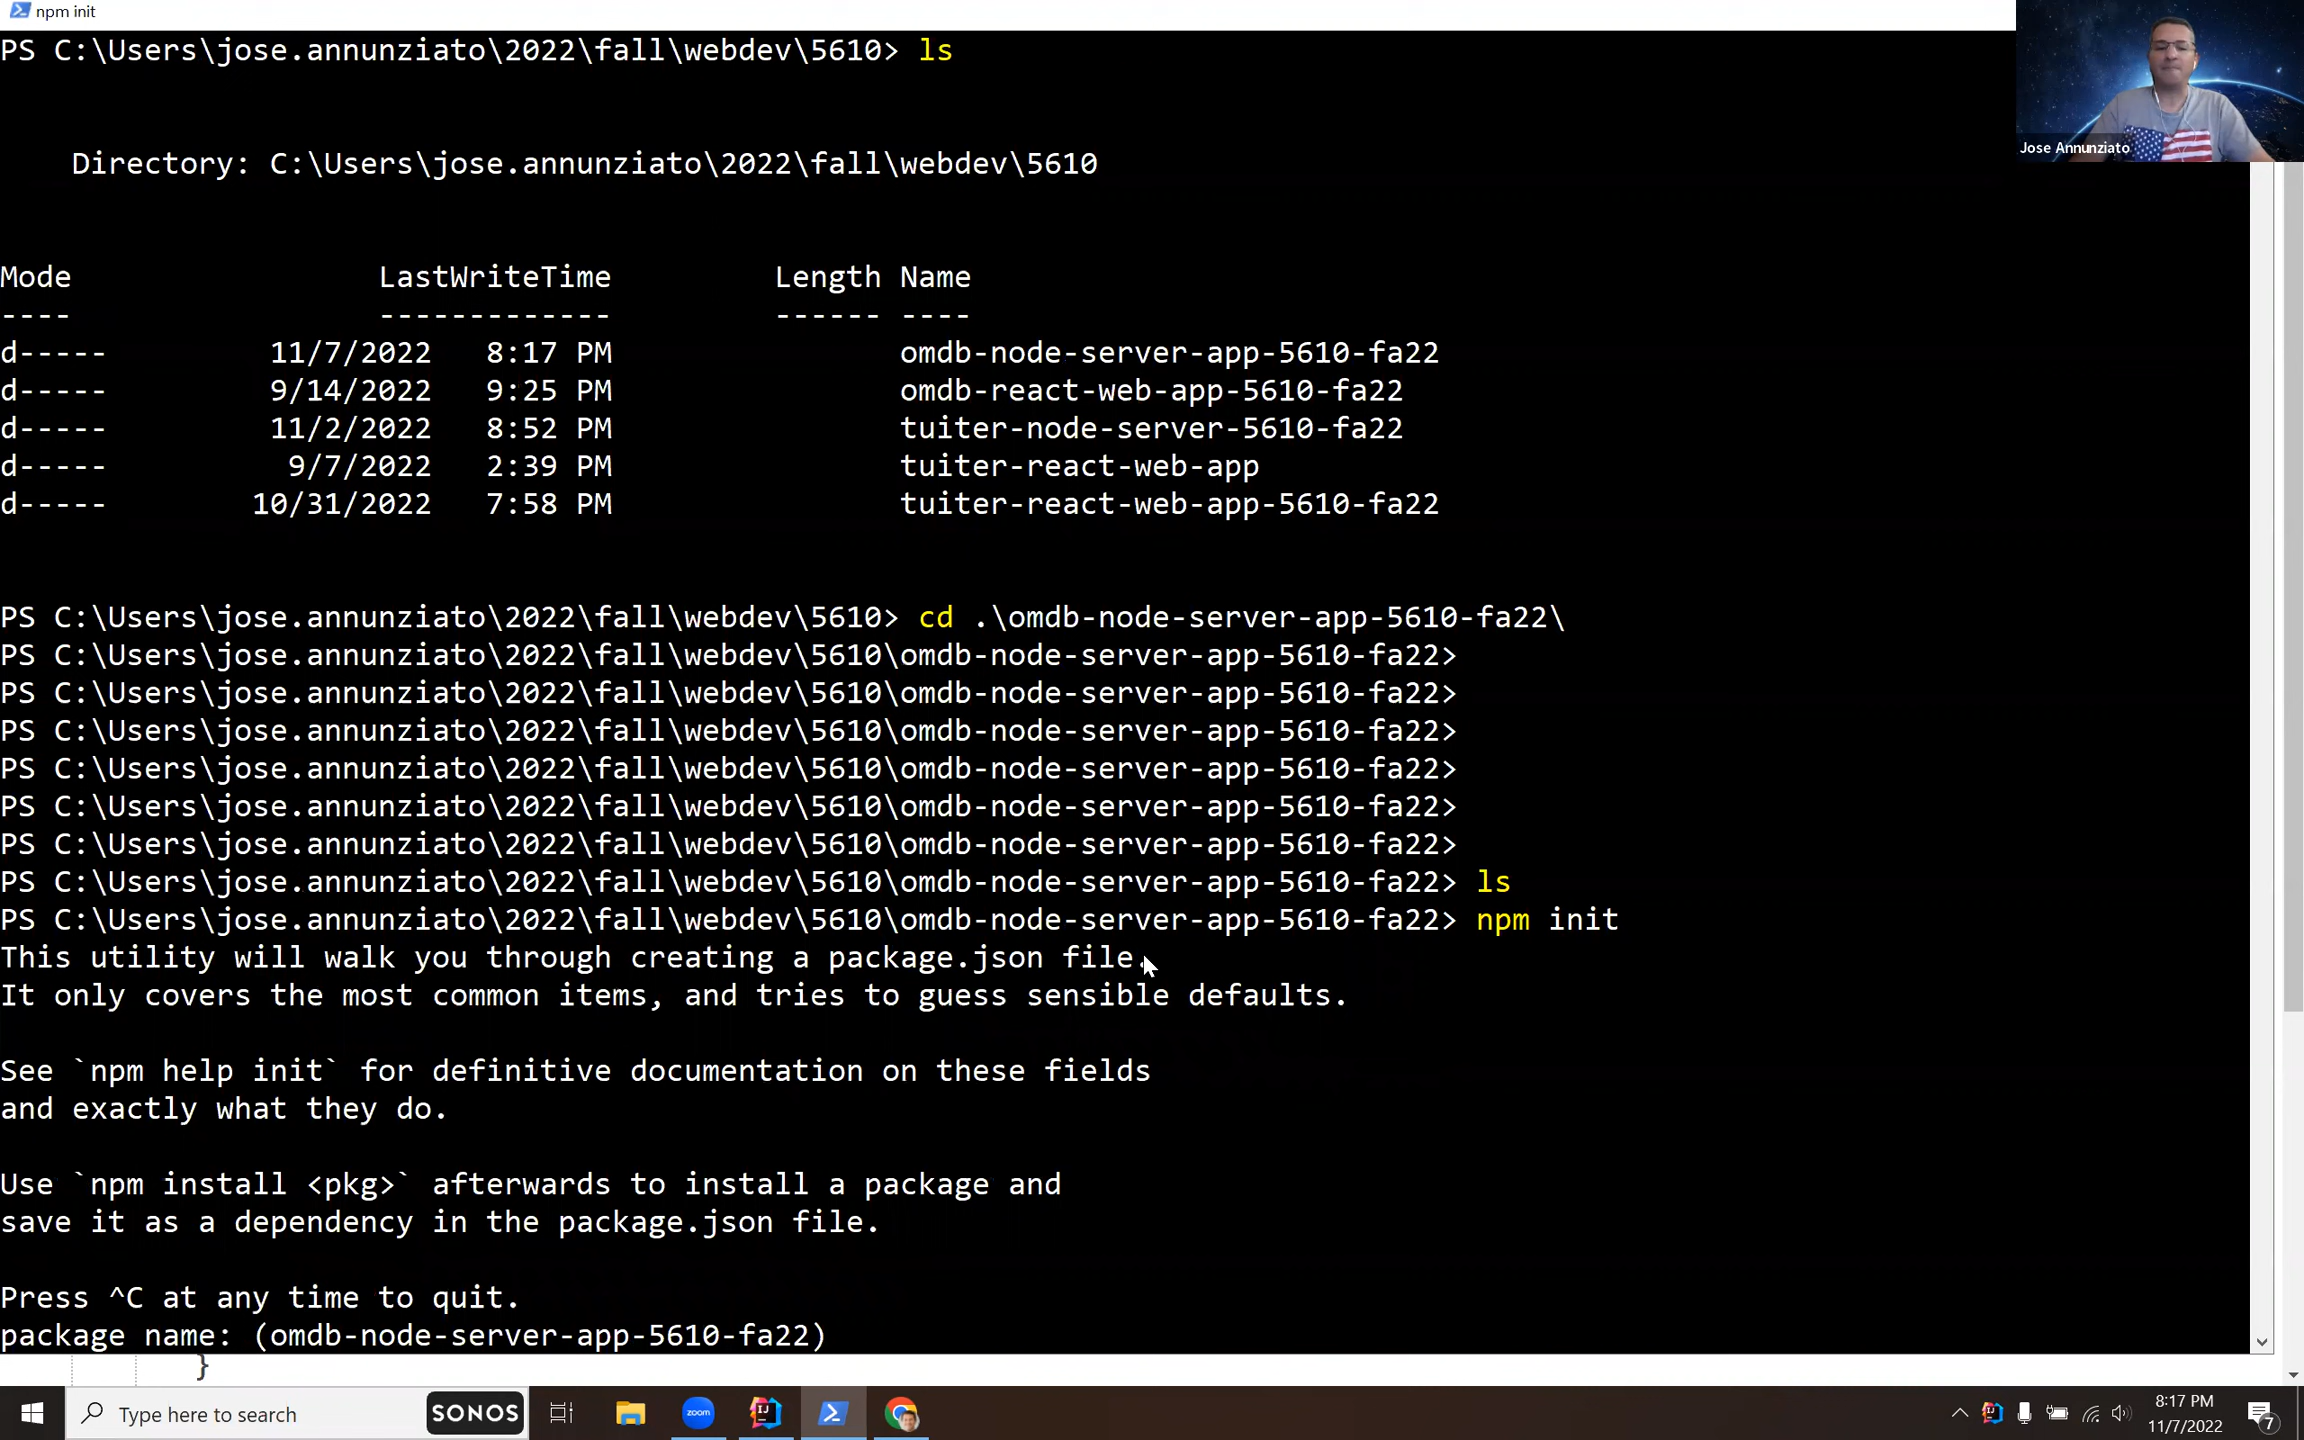 npm init
PS C:\Users\jose.annunziato\2022\fall\webdev\5610> ls
Jose Annunziato
Directory: C:\Users\jose.annunziato\2022\fall\webdev\5610
Mode LastWriteTime Length Name
---- ------------- ------ ----
d----- 11/7/2022 8:17 PM omdb-node-server-app-5610-fa22
d----- 9/14/2022 9:25 PM omdb-react-web-app-5610-fa22
d----- 11/2/2022 8:52 PM tuiter-node-server-5610-fa22
d----- 9/7/2022 2:39 PM tuiter-react-web-app
d----- 10/31/2022 7:58 PM tuiter-react-web-app-5610-fa22
PS C:\Users\jose.annunziato\2022\fall\webdev\5610> cd .\omdb-node-server-app-5610-fa22\
PS C:\Users\jose.annunziato\2022\fall\webdev\5610\omdb-node-server-app-5610-fa22>
PS C:\Users\jose.annunziato\2022\fall\webdev\5610\omdb-node-server-app-5610-fa22>
PS C:\Users\jose.annunziato\2022\fall\webdev\5610\omdb-node-server-app-5610-fa22>
PS C:\Users\jose.annunziato\2022\fall\webdev\5610\omdb-node-server-app-5610-fa22>
PS C:\Users\jose.annunziato\2022\fall\webdev\5610\omdb-node-server-app-5610-fa22>
PS C:\Users\jose.annunziato\2022\fall\webdev\5610\omdb-node-server-app-5610-fa22>
PS C:\Users\jose.annunziato\2022\fall\webdev\5610\omdb-node-server-app-5610-fa22> ls
PS C:\Users\jose.annunziato\2022\fall\webdev\5610\omdb-node-server-app-5610-fa22> npm init
This utility will walk you through creating a package.json file.
It only covers the most common items, and tries to guess sensible defaults.
See `npm help init` for definitive documentation on these fields
and exactly what they do.
Use `npm install <pkg>` afterwards to install a package and
save it as a dependency in the package.json file.
Press ^C at any time to quit.
package name: (omdb-node-server-app-5610-fa22)
}
Type here to search
SONOS
zoom
IJ
8:17 PM
11/7/2022
7